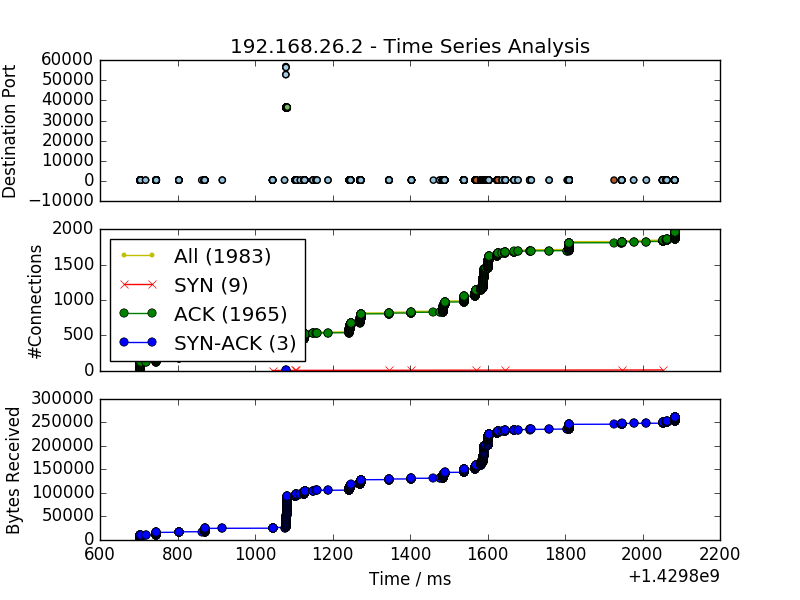 192.168.26.2 - Time Series Analysis
Destination Port
60000
50000
40000
30000
20000
10000
0
−10000
#Connections
2000
1500
1000
500
0
All (1983)
SYN (9)
ACK (1965)
SYN-ACK (3)
Bytes Received
300000
250000
200000
150000
100000
50000
0
600 800 1000 1200 1400 1600 1800 2000 2200
Time / ms
+1.4298e9